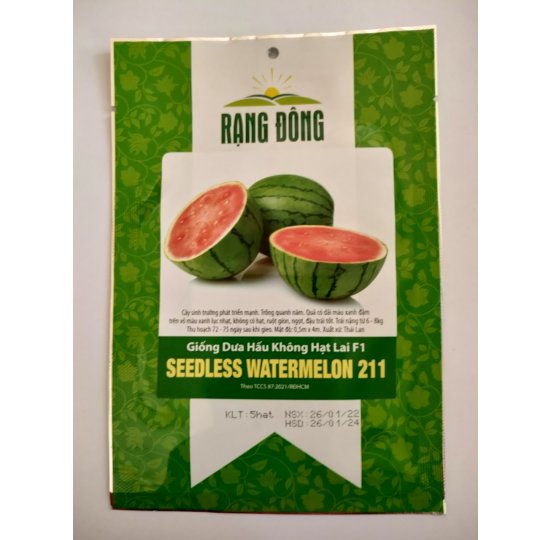 RẠNG ĐÔNG
Cây sinh trưởng phát triển mạnh. Trồng quanh năm. Quả có dải màu xanh đậm
trên vỏ màu xanh lục nhạt, không có hạt, ruột giòn, ngọt, đậu trái tốt. Trái nặng từ 6 - 8kg
Thu hoạch 72 - 75 ngày sau khi gieo. Mật độ: 0,5m x 4m. Xuất xứ: Thái Lan
Giống Dưa Hấu Không Hạt Lai F1
SEEDLESS WATERMELON 211
Theo TCCS 87:2021/RĐHCM
KLT: 5hat NSX: 26/01/22
HSD: 26/01/24